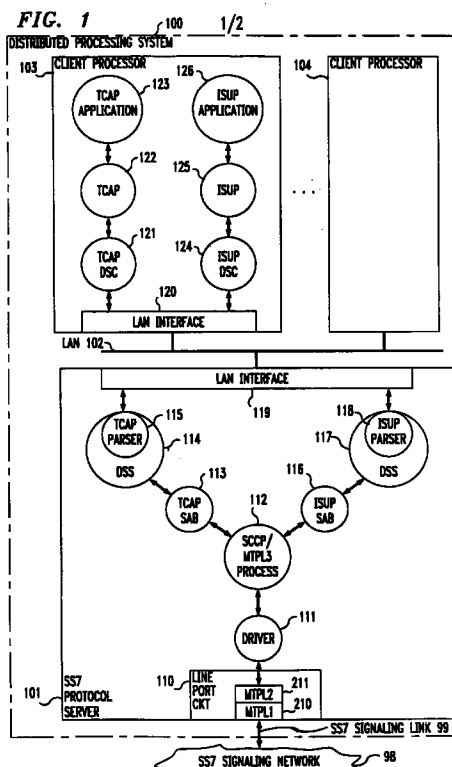 FIG. 1
1/2
100
DISTRIBUTED PROCESSING SYSTEM
103
CLIENT PROCESSOR
123
TCAP
APPLICATION
126
ISUP
APPLICATION
104
CLIENT PROCESSOR
122
TCAP
125
ISUP
...
121
TCAP
DSC
124
ISUP
DSC
120
LAN INTERFACE
LAN 102
LAN INTERFACE
119
TCAP
PARSER
115
114
DSS
118
ISUP
PARSER
117
DSS
113
TCAP
SAB
116
ISUP
SAB
112
SCCP/
MTPL3
PROCESS
111
DRIVER
110
LINE
PORT
CKT
211
MTPL2
210
MTPL1
101
SS7
PROTOCOL
SERVER
SS7 SIGNALING LINK 99
SS7 SIGNALING NETWORK
98